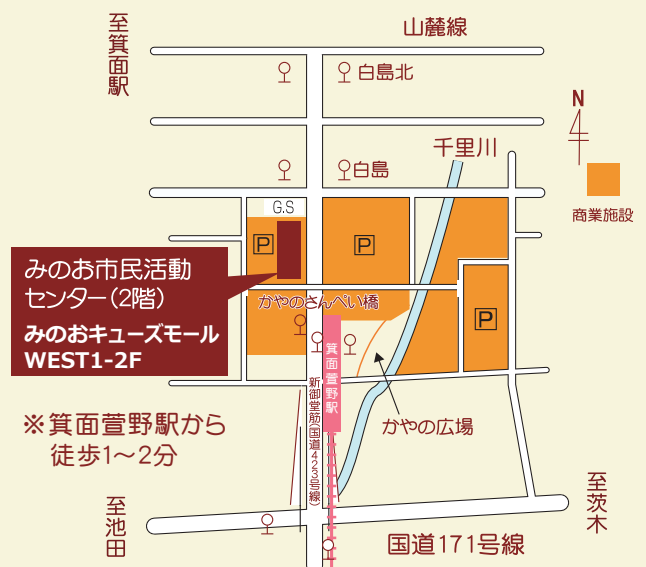 至箕面駅
山麓線
白島北
N
千里川
白島
商業施設
G.S
P
P
みのお市民活動
センター(2階)
みのおキューズモール
WEST1-2F
かやのさんぺい橋
P
箕面萱野駅
新御堂筋(国道423号線)
かやの広場
※箕面萱野駅から
徒歩1〜2分
至池田
至茨木
国道171号線